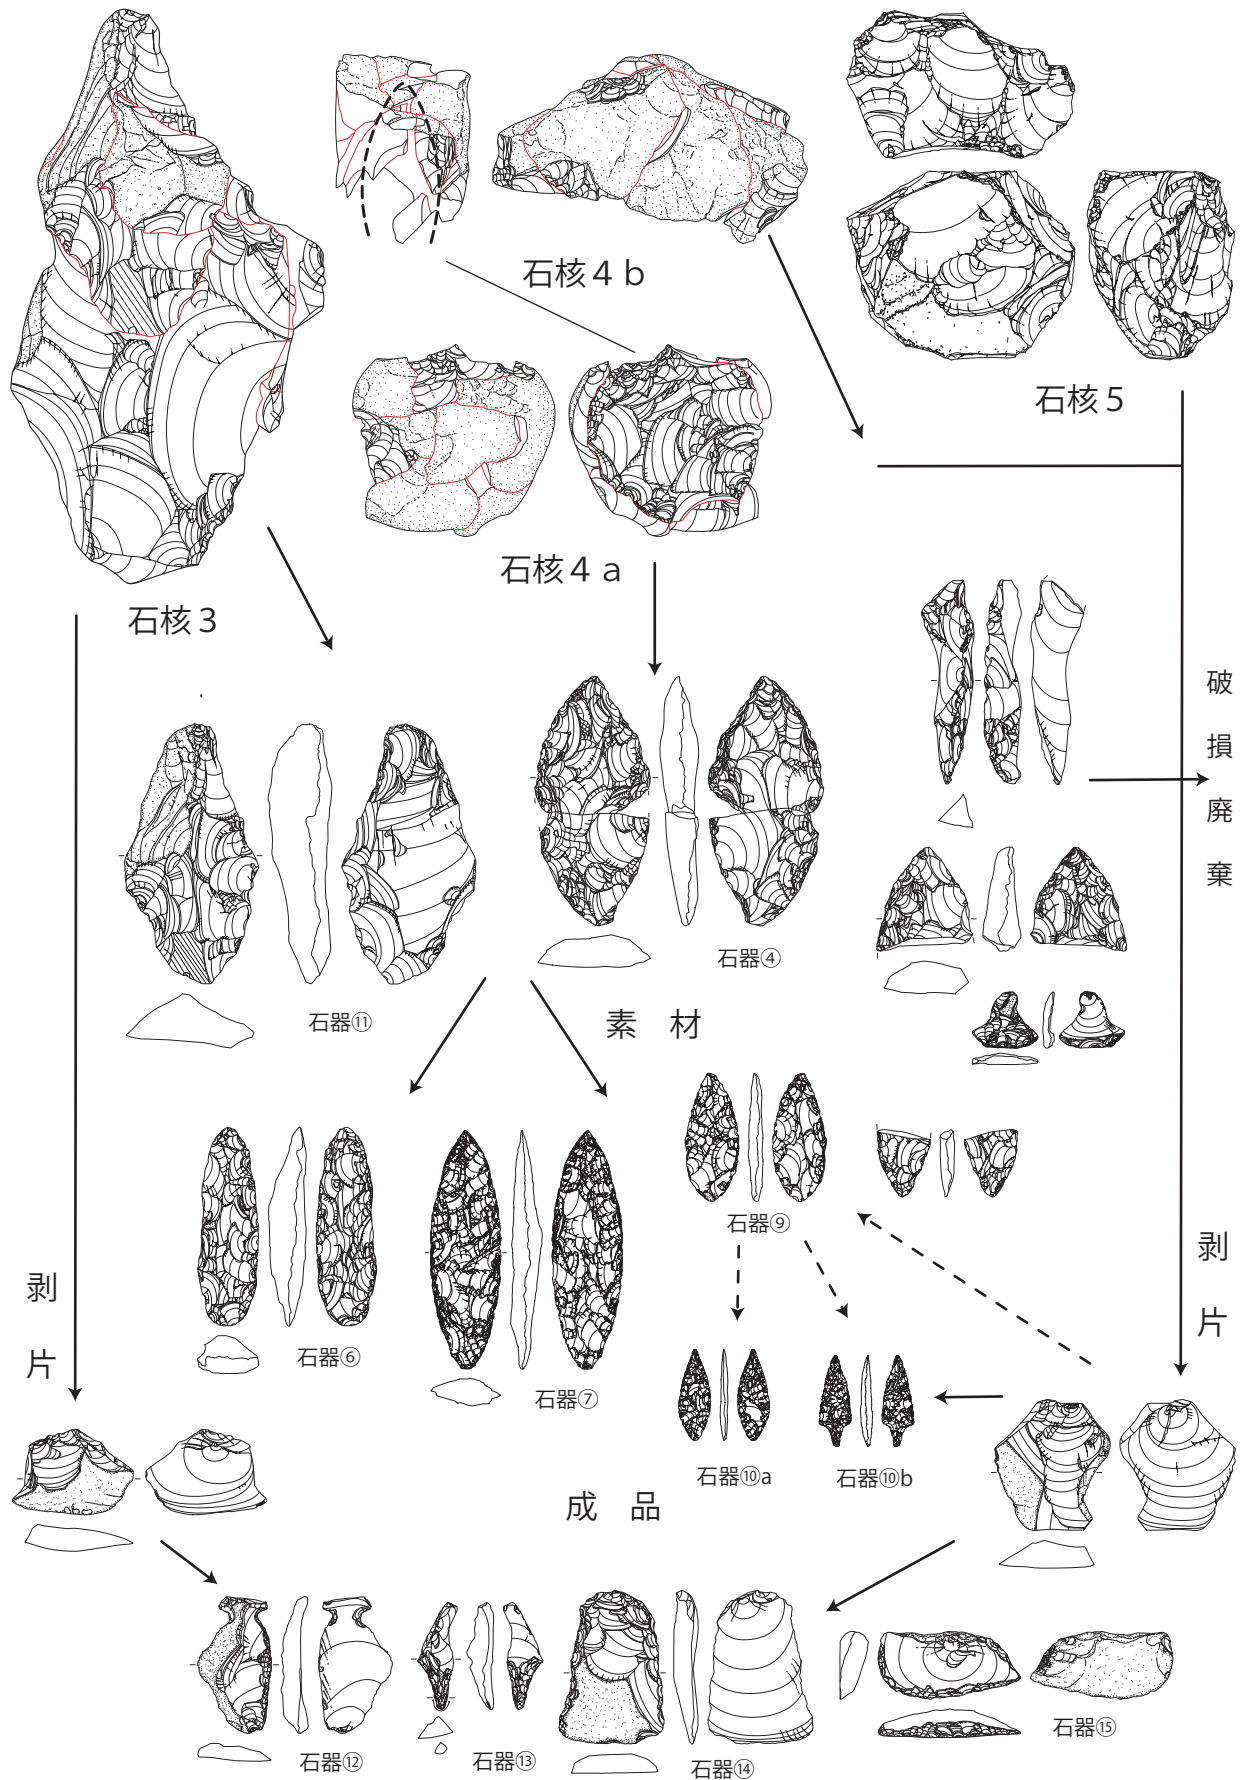 石核４ｂ
石核５
石核４ａ
石核３
破損廃棄
石器④
石器⑪
素　材
石器⑨
剥片
剥片
石器⑥
石器⑦
石器⑩a
石器⑩b
成　品
石器⑫
石器⑬
石器⑭
石器⑮